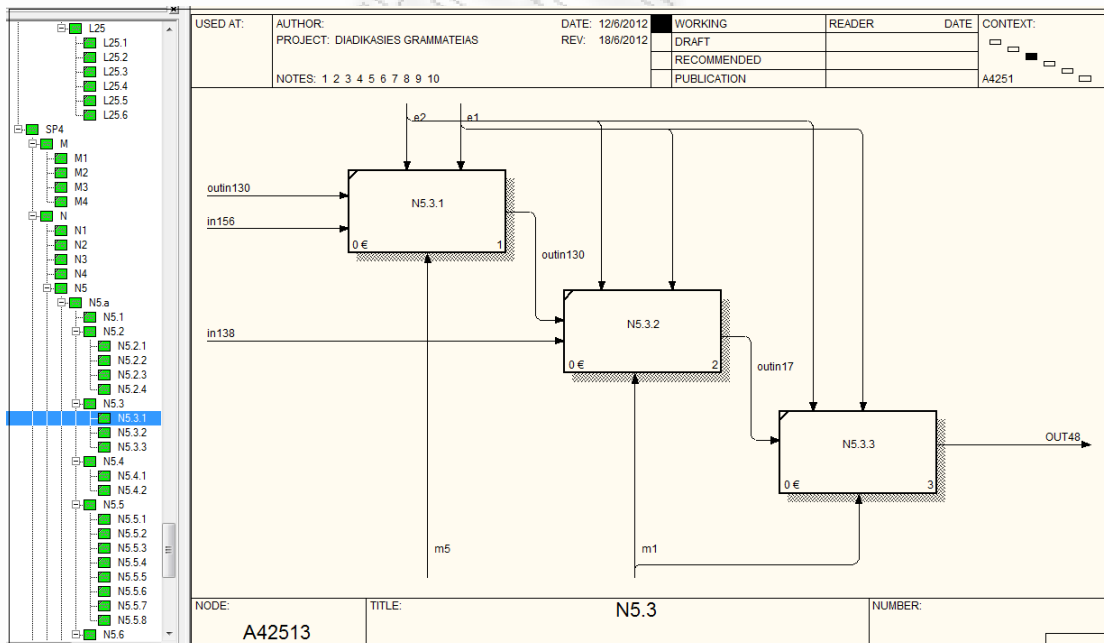 L25
L25.1
L25.2
L25.3
L25.4
L25.5
L25.6
SP4
M
M1
M2
M3
M4
N
N1
N2
N3
N4
N5
N5.a
N5.1
N5.2
N5.2.1
N5.2.2
N5.2.3
N5.2.4
N5.3
N5.3.1
N5.3.2
N5.3.3
N5.4
N5.4.1
N5.4.2
N5.5
N5.5.1
N5.5.2
N5.5.3
N5.5.4
N5.5.5
N5.5.6
N5.5.7
N5.5.8
N5.6
USED AT:
AUTHOR:
DATE: 12/6/2012
PROJECT: DIADIKASIES GRAMMATEIAS
REV: 18/6/2012
NOTES: 1 2 3 4 5 6 7 8 9 10
WORKING
DRAFT
RECOMMENDED
PUBLICATION
READER DATE
CONTEXT:
A4251
e2
e1
outin130
in156
N5.3.1
0 €
1
outin130
in138
N5.3.2
0 €
2
outin17
N5.3.3
0 €
3
OUT48
m5
m1
NODE:
A42513
TITLE:
N5.3
NUMBER: